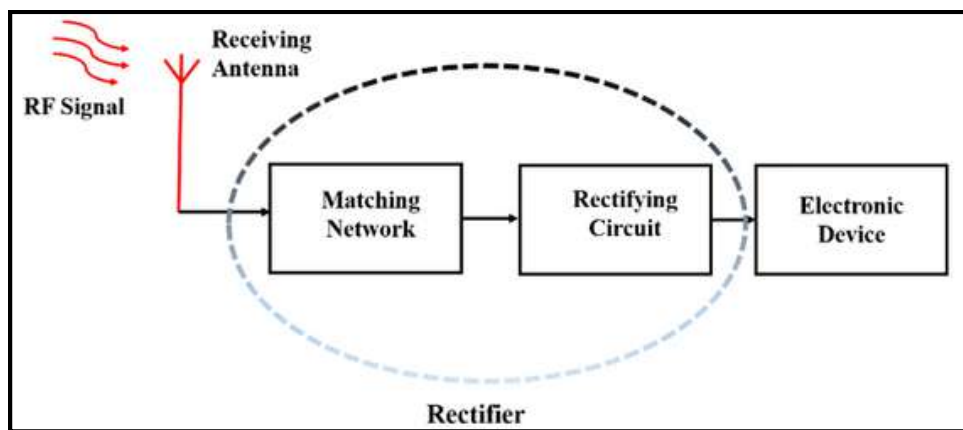 RF Signal
Receiving
Antenna
Matching
Network
Rectifying
Circuit
Electronic
Device
Rectifier